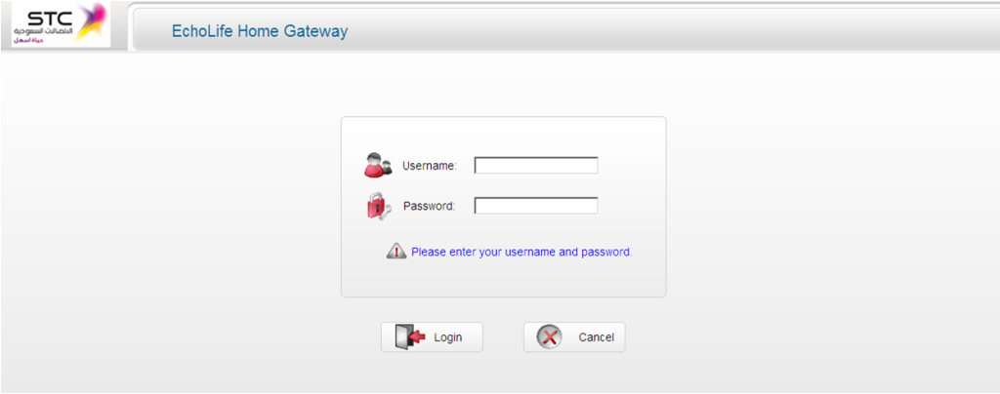 STC
الاتصالات السعودية
حياة أسهل
EchoLife Home Gateway
Username:
Password:
Please enter your username and password.
Login
Cancel